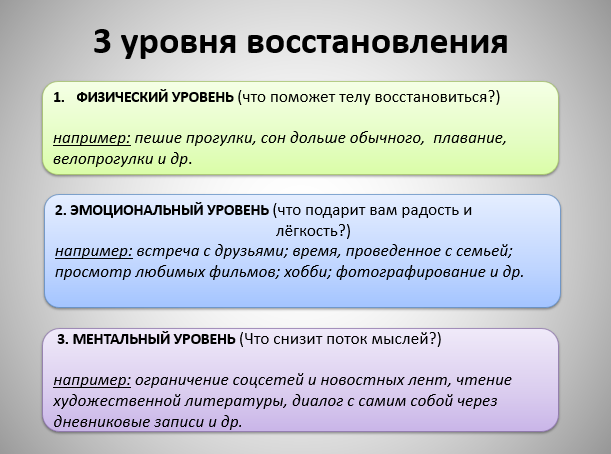 3 уровня восстановления
1. ФИЗИЧЕСКИЙ УРОВЕНЬ (что поможет телу восстановиться?)
например: пешие прогулки, сон дольше обычного, плавание,
велопрогулки и др.
2. ЭМОЦИОНАЛЬНЫЙ УРОВЕНЬ (что подарит вам радость и
лёгкость?)
например: встреча с друзьями; время, проведенное с семьей;
просмотр любимых фильмов; хобби; фотографирование и др.
3. МЕНТАЛЬНЫЙ УРОВЕНЬ (Что снизит поток мыслей?)
например: ограничение соцсетей и новостных лент, чтение
художественной литературы, диалог с самим собой через
дневниковые записи и др.